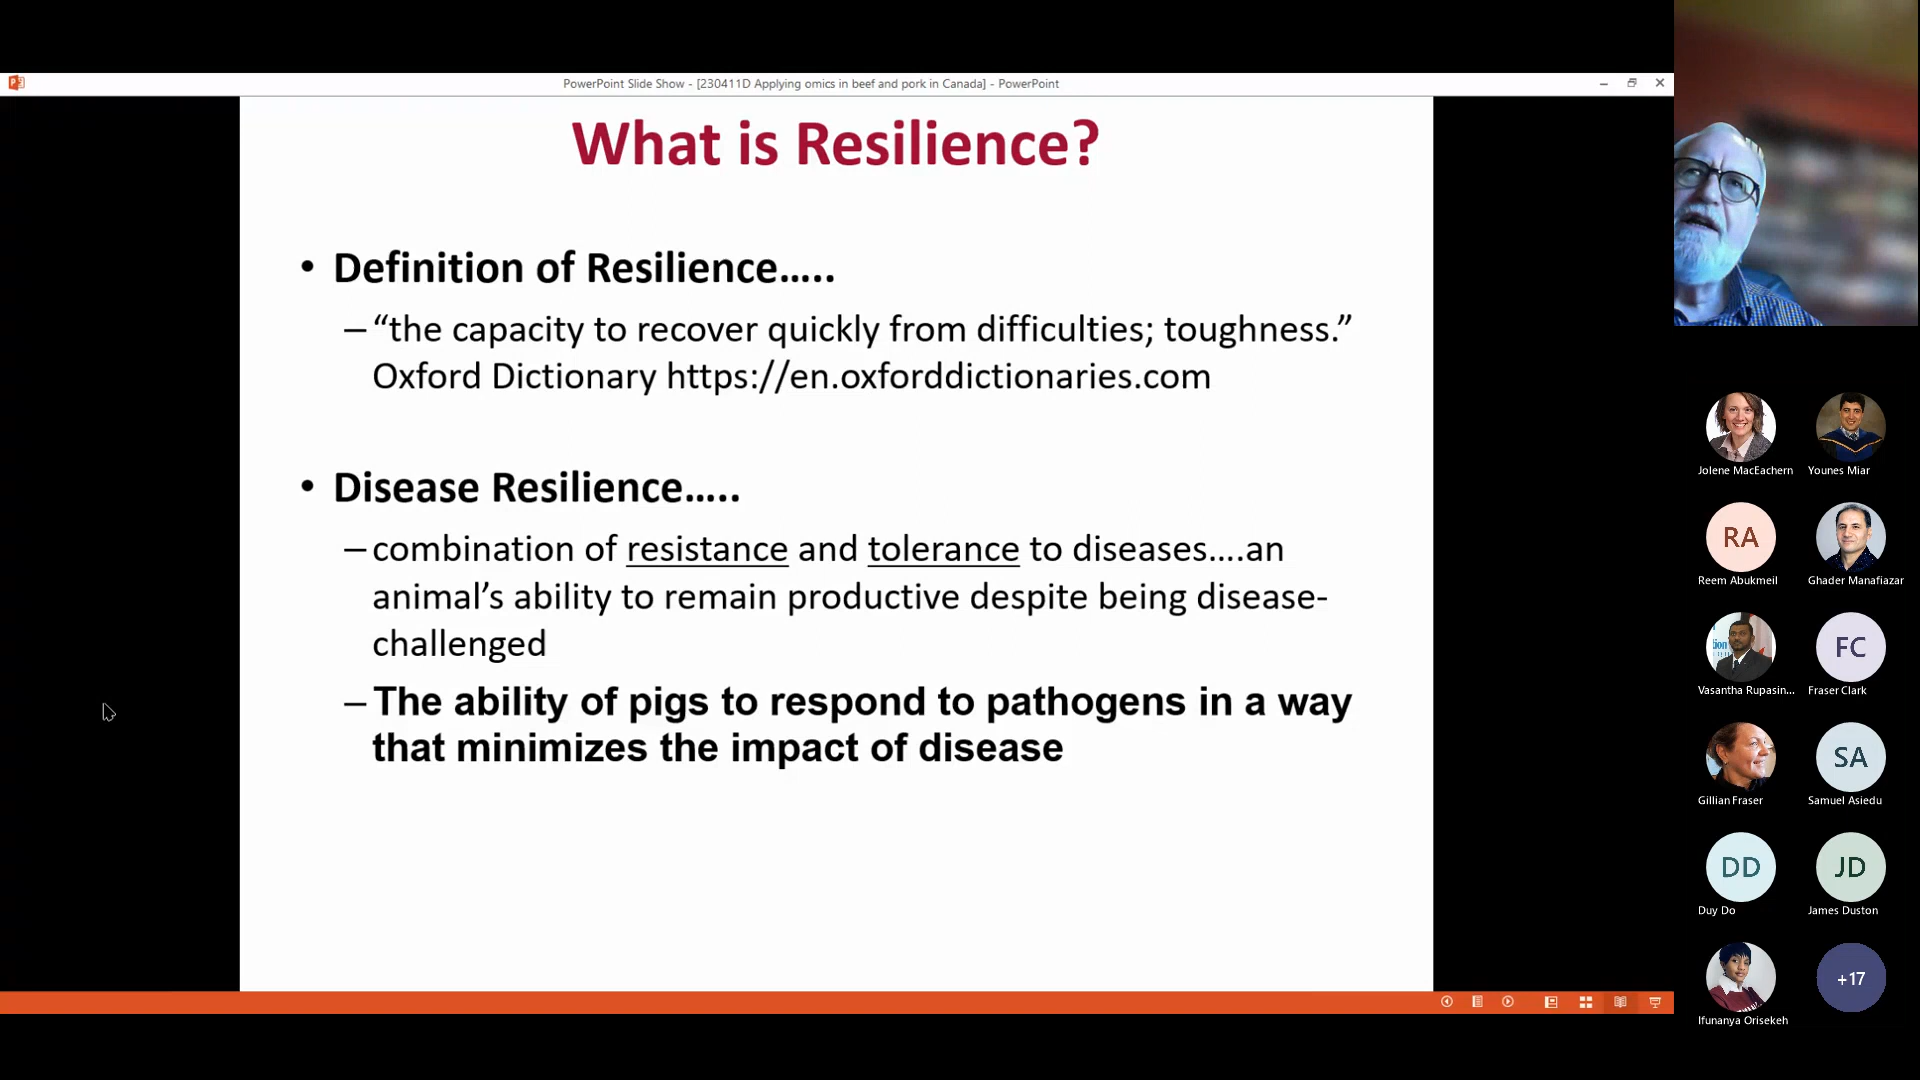 PowerPoint Slide Show - [230411D Applying omics in beef and pork in Canada] - PowerPoint
What is Resilience?
• Definition of Resilience…..
–“the capacity to recover quickly from difficulties; toughness.”
Oxford Dictionary https://en.oxforddictionaries.com
• Disease Resilience…..
–combination of resistance and tolerance to diseases….an
animal’s ability to remain productive despite being disease-
challenged
–The ability of pigs to respond to pathogens in a way
that minimizes the impact of disease
Jolene MacEachern
Younes Miar
RA
Reem Abukmeil
Ghader Manafiazar
Vasantha Rupasin...
FC
Fraser Clark
Gillian Fraser
SA
Samuel Asiedu
DD
Duy Do
JD
James Duston
Ifunanya Orisekeh
+17